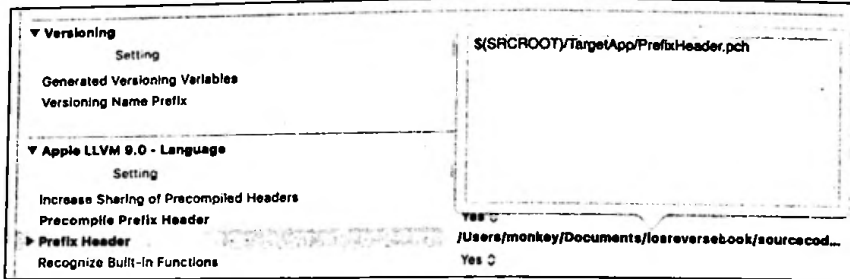 ▼ Versioning
Setting
Generated Versioning Variables
Versioning Name Prefix
▼ Apple LLVM 9.0 - Language
Setting
Increase Sharing of Precompiled Headers
Precompile Prefix Header
Yes
▶ Prefix Header
/Users/monkey/Documents/iosreversebook/sourcecod...
Recognize Built-in Functions
Yes
$(SRCROOT)/TargetApp/PrefixHeader.pch